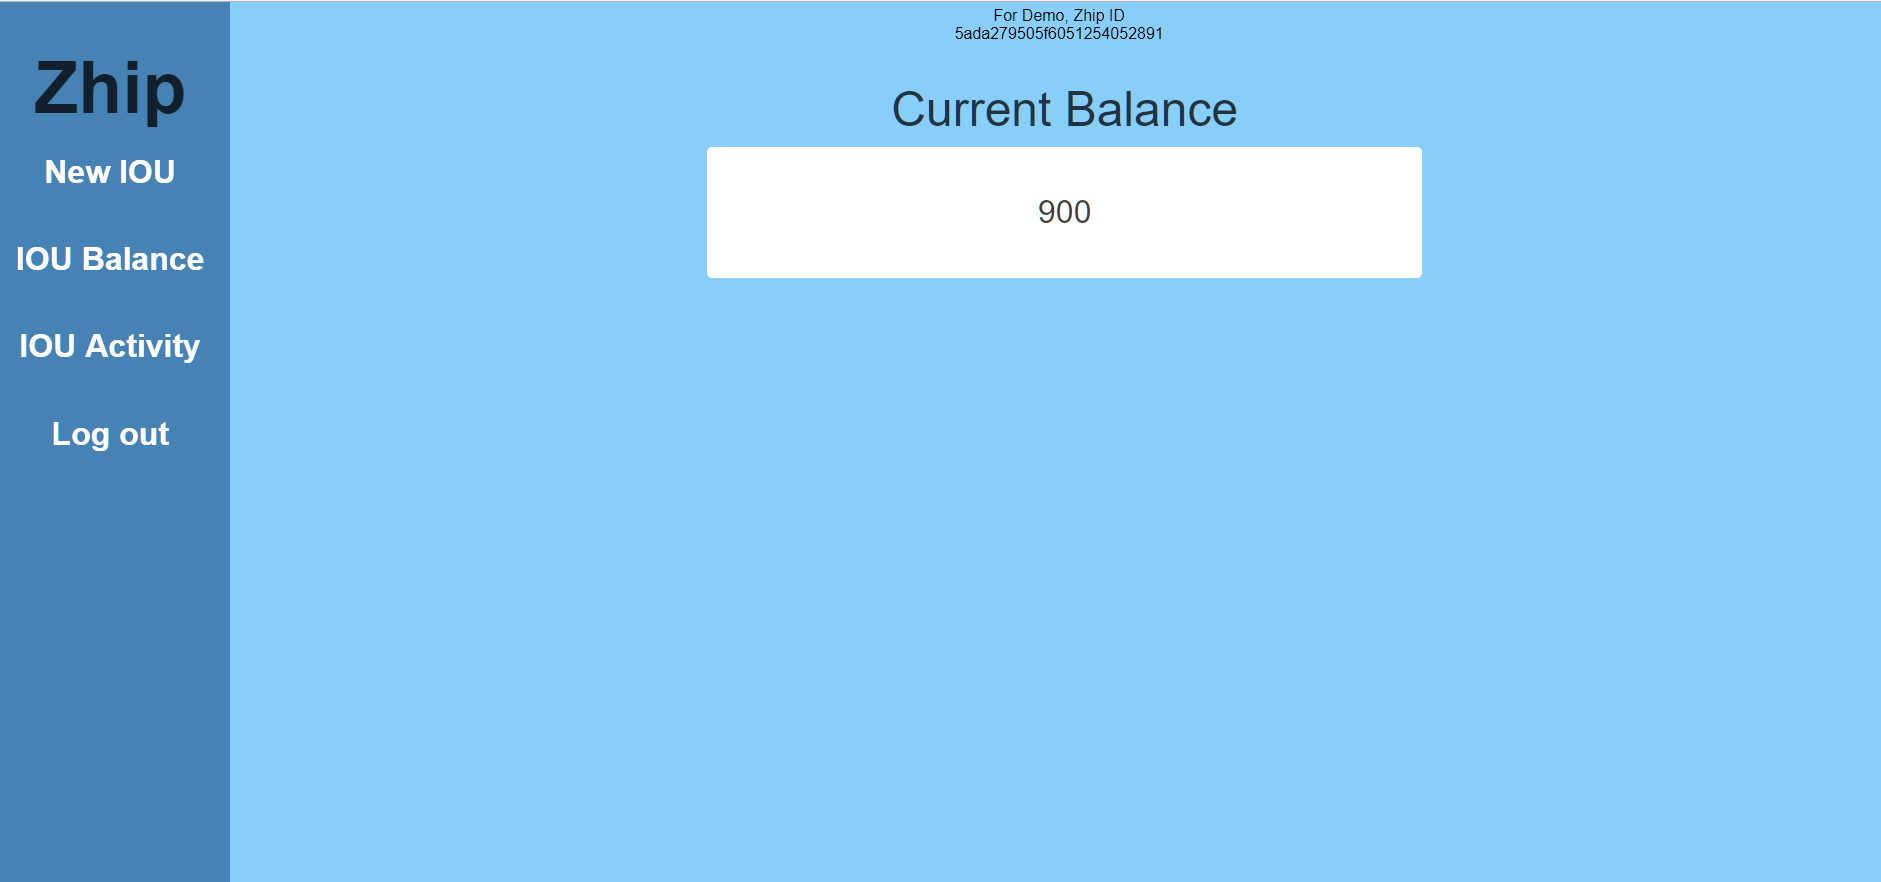 Zhip
New IOU
IOU Balance
IOU Activity
Log out
For Demo, Zhip ID
5ada279505f6051254052891
Current Balance
900